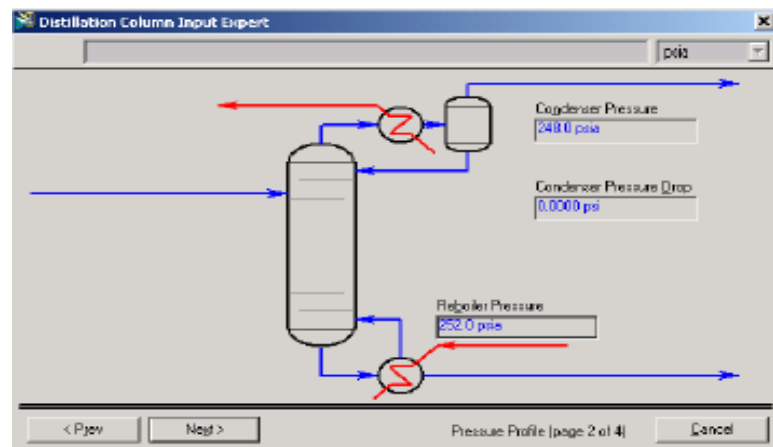 Distillation Column Input Expert
psia
Condenser Pressure
248.0 psia
Condenser Pressure Drop
0.0000 psi
Reboiler Pressure
252.0 psia
< Prev
Next >
Pressure Profile (page 2 of 4)
Cancel